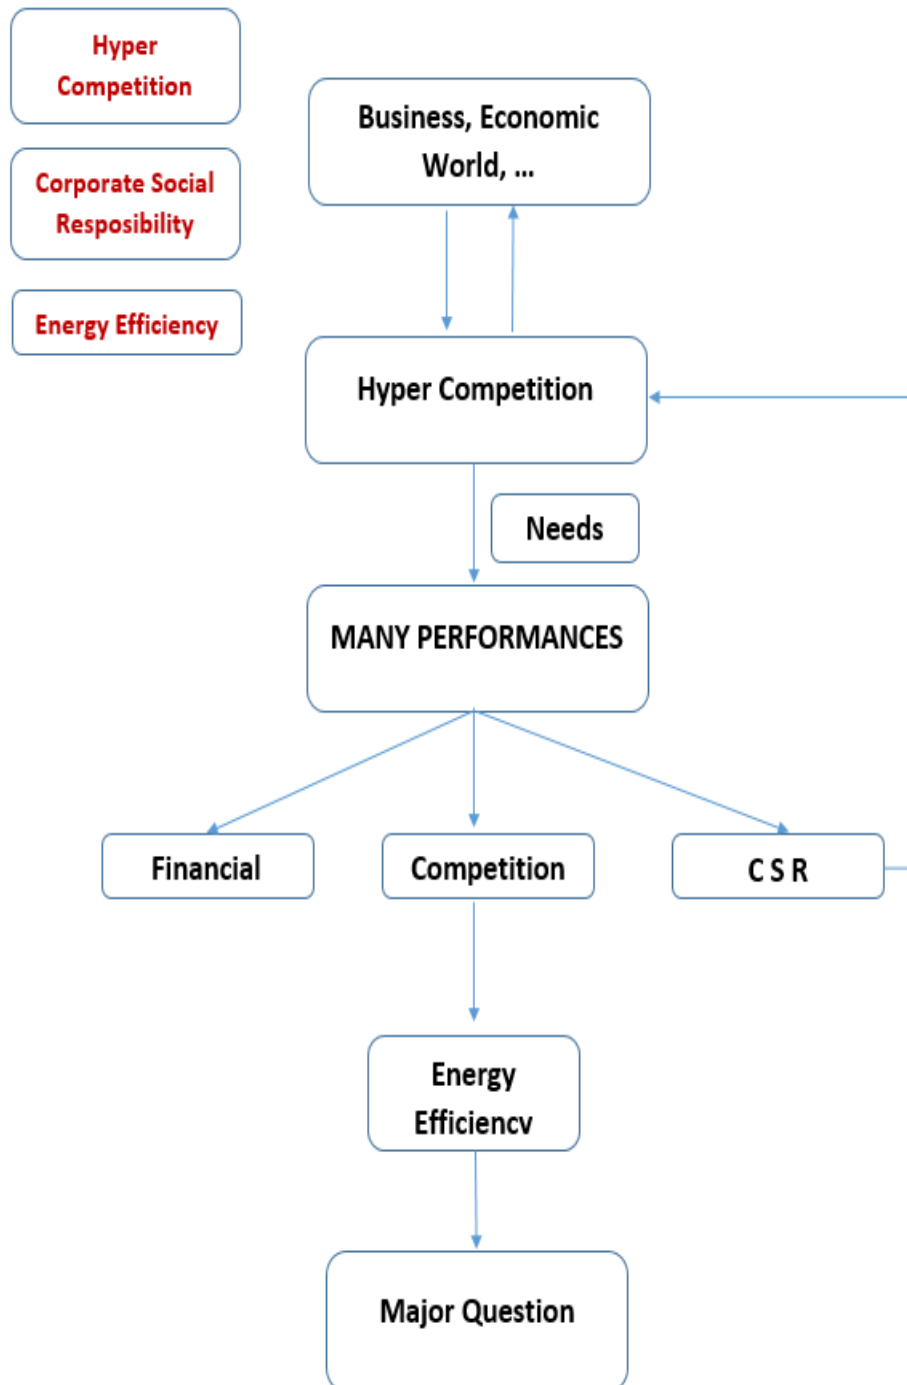 Hyper
Competition
Corporate Social
Resposibility
Energy Efficiency
Business, Economic
World, ...
Hyper Competition
Needs
MANY PERFORMANCES
Financial
Competition
C S R
Energy
Efficiency
Major Question